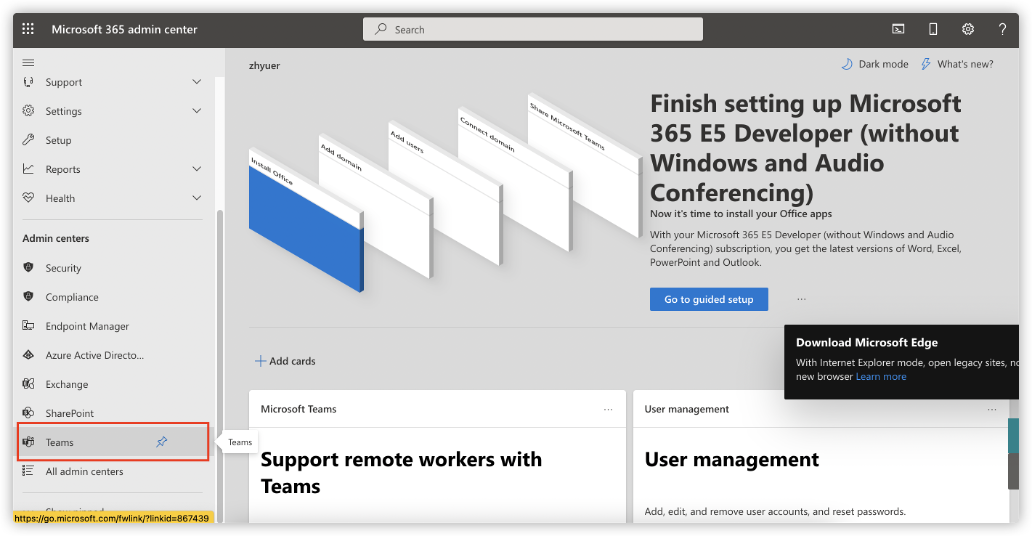 Microsoft 365 admin center
Search
?
zhyuer
Dark mode
What's new?
Support
Settings
Setup
Reports
Health
Admin centers
Security
Compliance
Endpoint Manager
Azure Active Directo...
Exchange
SharePoint
Teams
All admin centers
Show pinned
https://go.microsoft.com/fwlink/?linkid=867439
Teams
Install Office
Add domain
Add users
Connect domain
Share Microsoft Teams
Finish setting up Microsoft
365 E5 Developer (without
Windows and Audio
Conferencing)
Now it's time to install your Office apps
With your Microsoft 365 E5 Developer (without Windows and Audio
Conferencing) subscription, you get the latest versions of Word, Excel,
PowerPoint and Outlook.
Go to guided setup
...
Add cards
Download Microsoft Edge
With Internet Explorer mode, open legacy sites,
new browser Learn more
Microsoft Teams
...
Support remote workers with
Teams
User management
...
User management
Add, edit, and remove user accounts, and reset passwords.